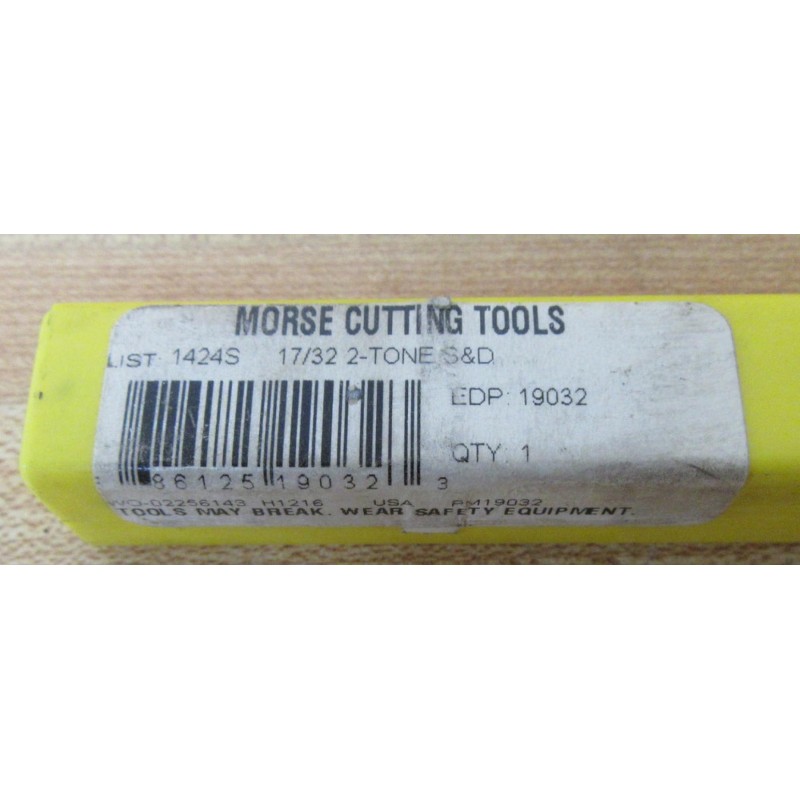 MORSE CUTTING TOOLS
LIST: 1424S 17/32 2-TONE S&D
EDP: 19032
QTY: 1
86125 19032 3
WO-02256143 H1216 USA PM19032
TOOLS MAY BREAK. WEAR SAFETY EQUIPMENT.